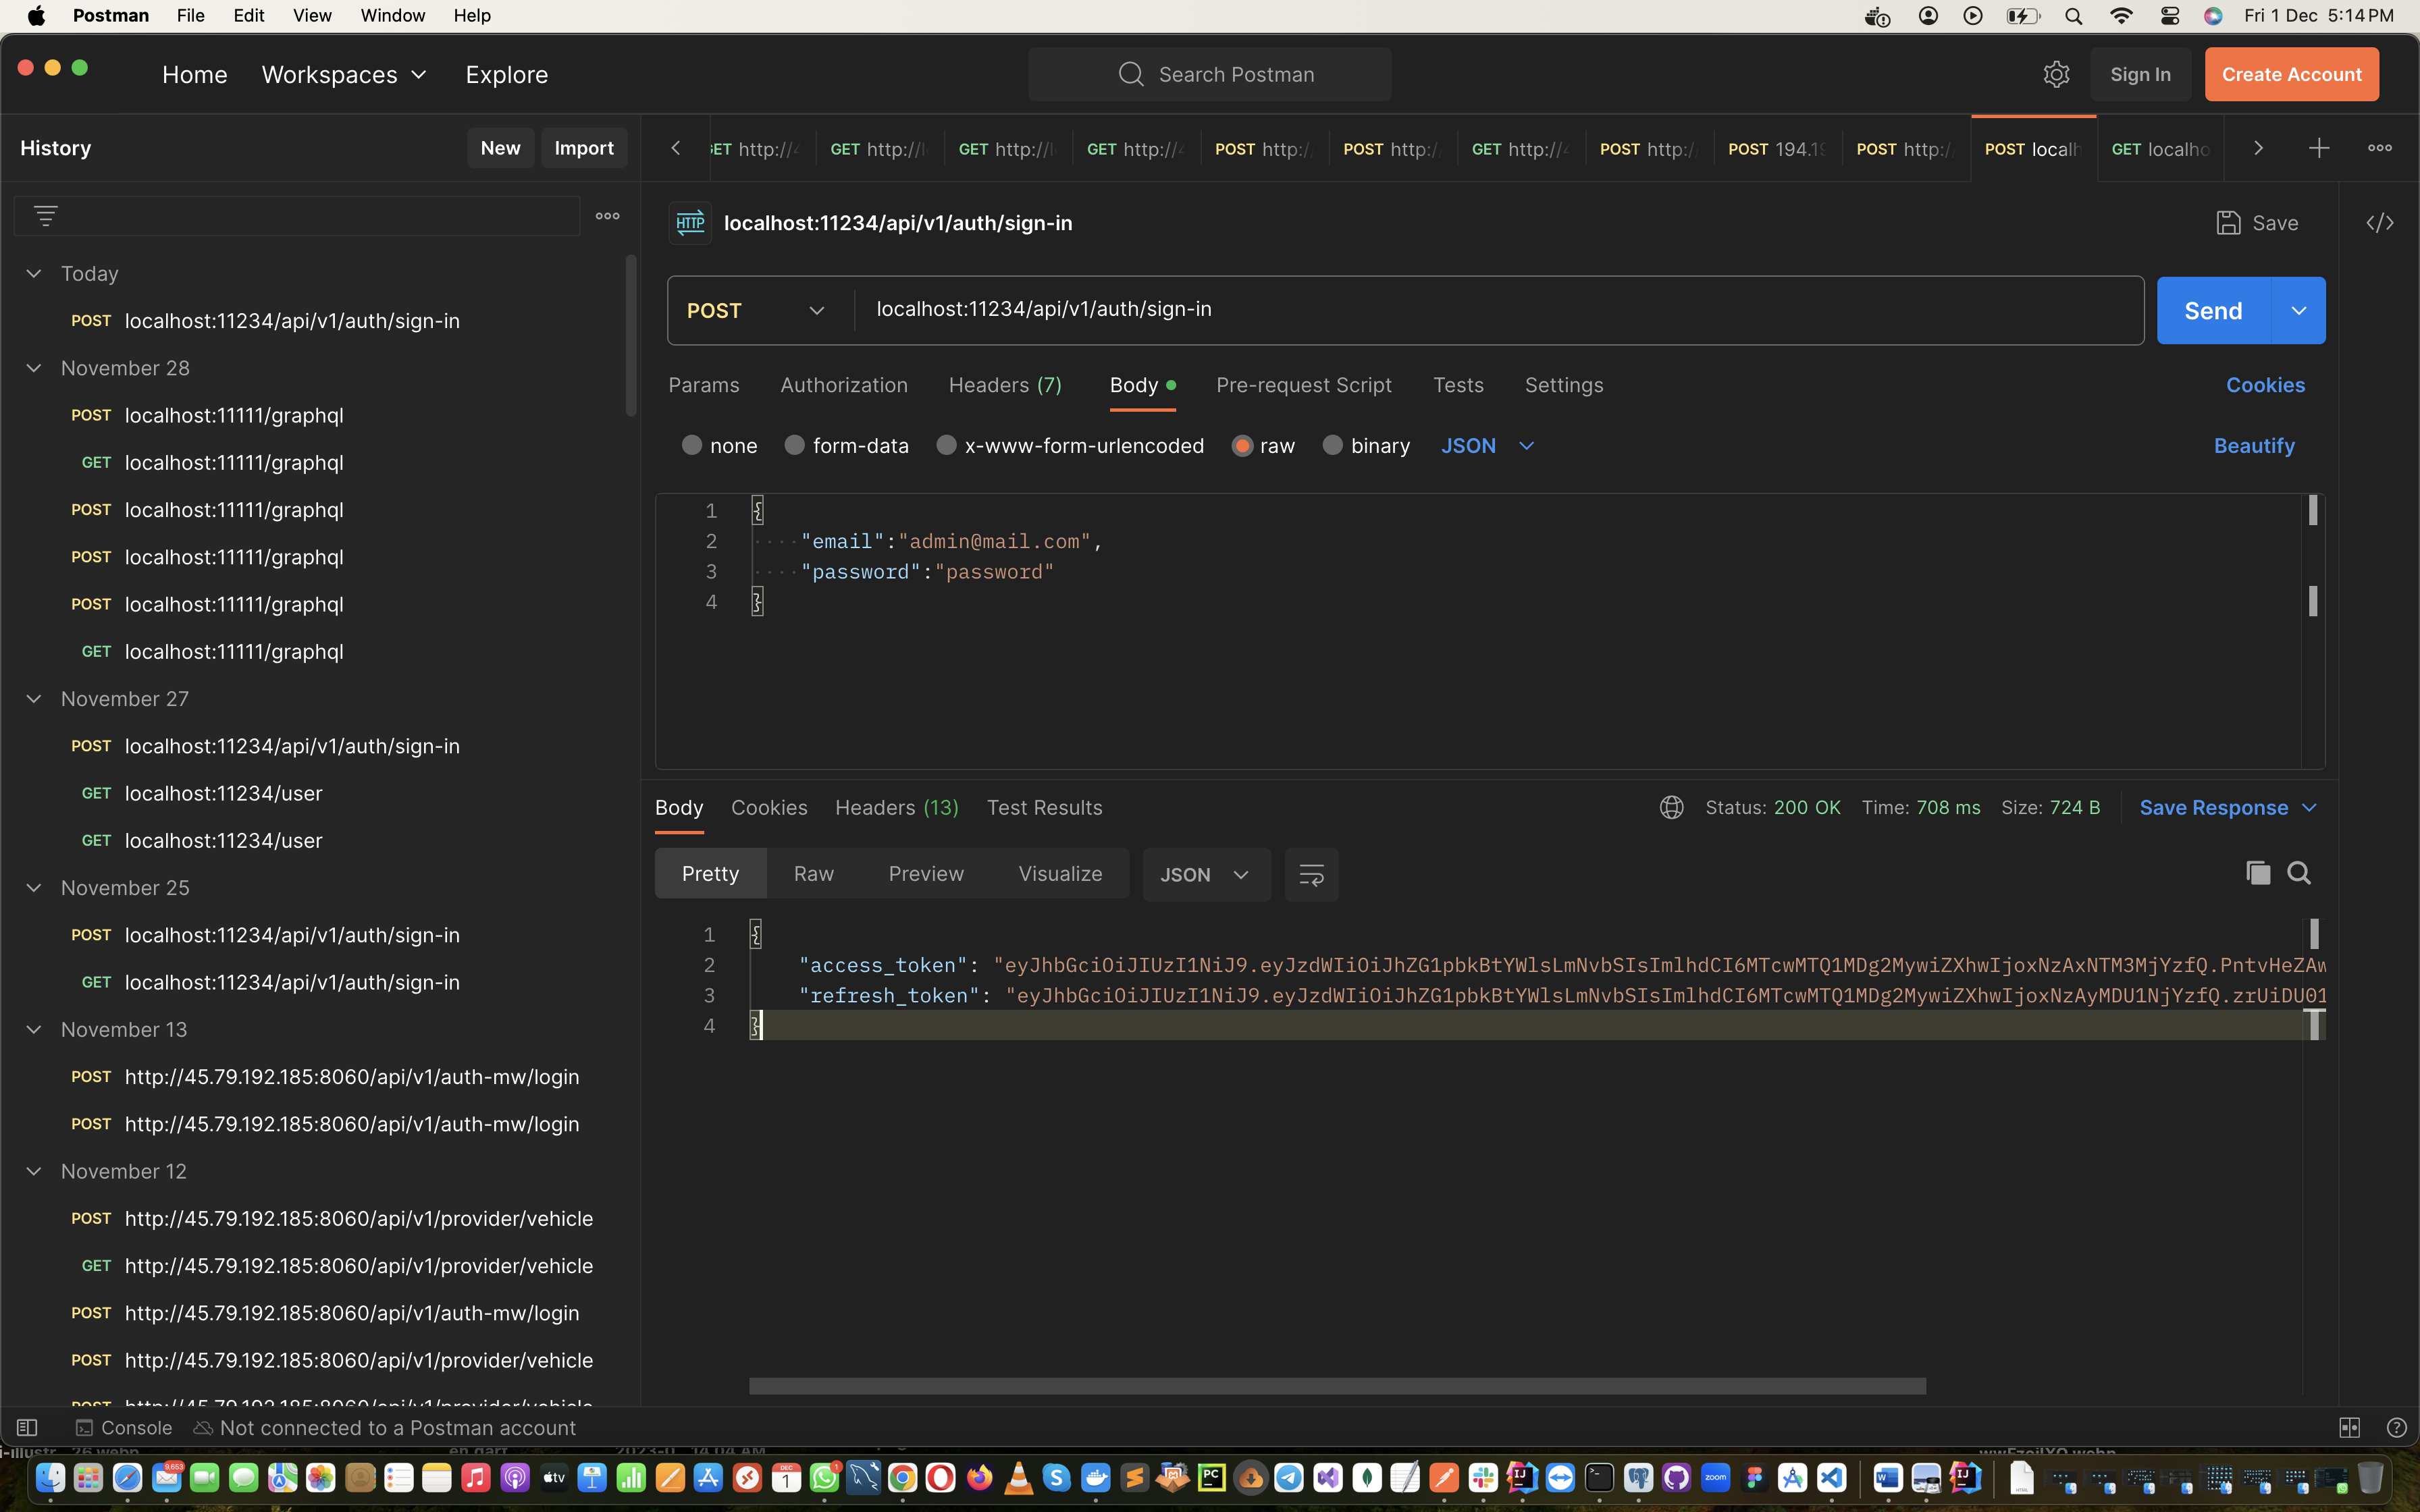 Postman File Edit View Window Help Fri 1 Dec 5:14 PM
Home Workspaces Explore Search Postman Sign In Create Account
History New Import
GET http:// GET http:// GET http:// POST http:/ POST http:/ GET http:// POST http:/ POST 194.19 POST http:/ POST localh GET localho
HTTP localhost:11234/api/v1/auth/sign-in Save </>
Today
POST localhost:11234/api/v1/auth/sign-in
November 28
POST localhost:11111/graphql
GET localhost:11111/graphql
POST localhost:11111/graphql
POST localhost:11111/graphql
POST localhost:11111/graphql
GET localhost:11111/graphql
November 27
POST localhost:11234/api/v1/auth/sign-in
GET localhost:11234/user
GET localhost:11234/user
November 25
POST localhost:11234/api/v1/auth/sign-in
GET localhost:11234/api/v1/auth/sign-in
November 13
POST http://45.79.192.185:8060/api/v1/auth-mw/login
POST http://45.79.192.185:8060/api/v1/auth-mw/login
November 12
POST http://45.79.192.185:8060/api/v1/provider/vehicle
GET http://45.79.192.185:8060/api/v1/provider/vehicle
POST http://45.79.192.185:8060/api/v1/auth-mw/login
POST http://45.79.192.185:8060/api/v1/provider/vehicle
POST http://45.79.192.185:8060/api/v1/provider/vehicle
POST localhost:11234/api/v1/auth/sign-in Send
Params Authorization Headers (7) Body Pre-request Script Tests Settings Cookies
none form-data x-www-form-urlencoded raw binary JSON Beautify
1 {
2 "email":"admin@mail.com",
3 "password":"password"
4 }
Body Cookies Headers (13) Test Results Status: 200 OK Time: 708 ms Size: 724 B Save Response
Pretty Raw Preview Visualize JSON
1 {
2 "access_token": "eyJhbGciOiJIUzI1NiJ9.eyJzdWIiOiJhZG1pbkBtYWlsLmNvbSIsImlhdCI6MTcwMTQ1MDg2MywiZXhwIjoxNzAxNTM3MjYzfQ.PntvHeZAw
3 "refresh_token": "eyJhbGciOiJIUzI1NiJ9.eyJzdWIiOiJhZG1pbkBtYWlsLmNvbSIsImlhdCI6MTcwMTQ1MDg2MywiZXhwIjoxNzAyMDU1NjYzfQ.zrUiDU01
4 }
Console Not connected to a Postman account